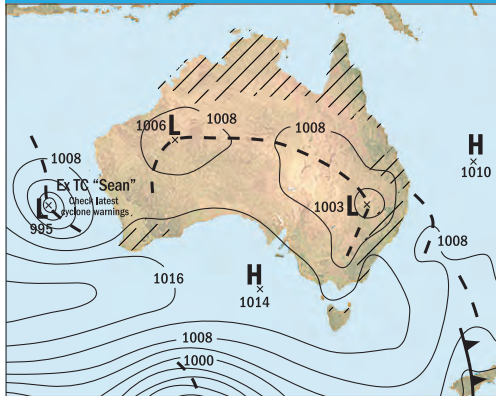 1006 L
1008
1008
H
1010
1008
Ex TC “Sean”
Check latest
cyclone warnings.
L
995
1003 L
1008
H
1014
1016
1008
1000